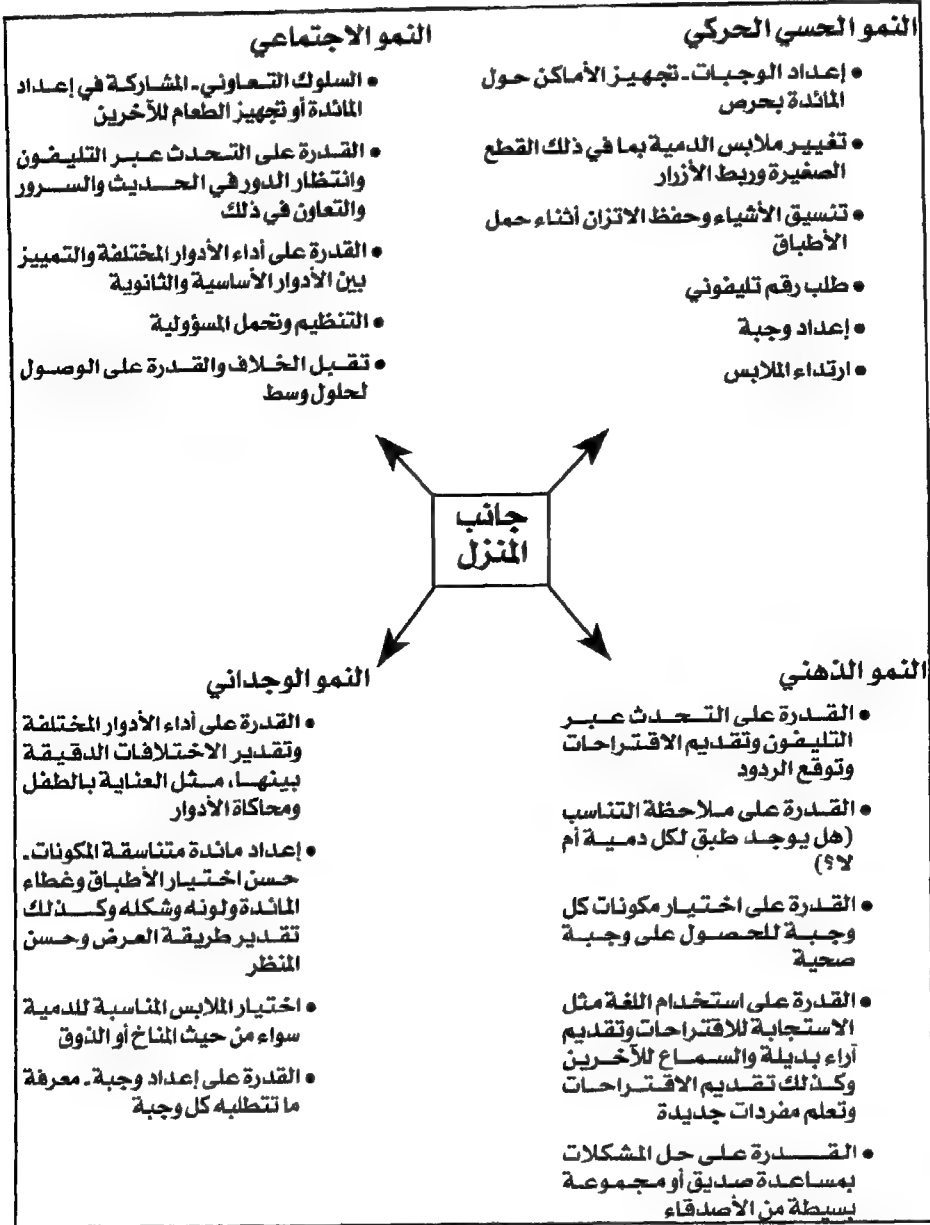 النمو الحسي الحركي
• إعداد الوجبات - تجهيز الأماكن حول
المائدة بحرص
• تغيير ملابس الدمية بما في ذلك القطع
الصغيرة وربط الأزرار
• تنسيق الأشياء وحفظ الاتزان أثناء حمل
الأطباق
• طلب رقم تليفوني
• إعداد وجبة
• ارتداء الملابس
النمو الاجتماعي
• السلوك التعاوني - المشاركة في إعداد
المائدة أو تجهيز الطعام للآخرين
• القدرة على التحدث عبر التليفون
وانتظار الدور في الحديث والسرور
والتعاون في ذلك
• القدرة على أداء الأدوار المختلفة والتمييز
بين الأدوار الأساسية والثانوية
• التنظيم وتحمل المسؤولية
• تقبل الخلاف والقدرة على الوصول
لحلول وسط
جانب
المنزل
النمو الذهني
• القدرة على التحدث عبر
التليفون وتقديم الاقتراحات
وتوقع الردود
• القدرة على ملاحظة التناسب
(هل يوجد طبق لكل دمية أم
لا؟)
• القدرة على اختيار مكونات كل
وجبة للحصول على وجبة
صحية
• القدرة على استخدام اللغة مثل
الاستجابة للاقتراحات وتقديم
آراء بديلة والسماع للآخرين
وكذلك تقديم الاقتراحات
وتعلم مفردات جديدة
• القدرة على حل المشكلات
بمساعدة صديق أو مجموعة
بسيطة من الأصدقاء
النمو الوجداني
• القدرة على أداء الأدوار المختلفة
وتقدير الاختلافات الدقيقة
بينها، مثل العناية بالطفل
ومحاكاة الأدوار
• إعداد مائدة متناسقة المكونات -
حسن اختيار الأطباق وغطاء
المائدة ولونه وشكله وكذلك
تقدير طريقة العرض وحسن
المنظر
• اختيار الملابس المناسبة للدمية
سواء من حيث المناخ أو الذوق
• القدرة على إعداد وجبة - معرفة
ما تتطلبه كل وجبة